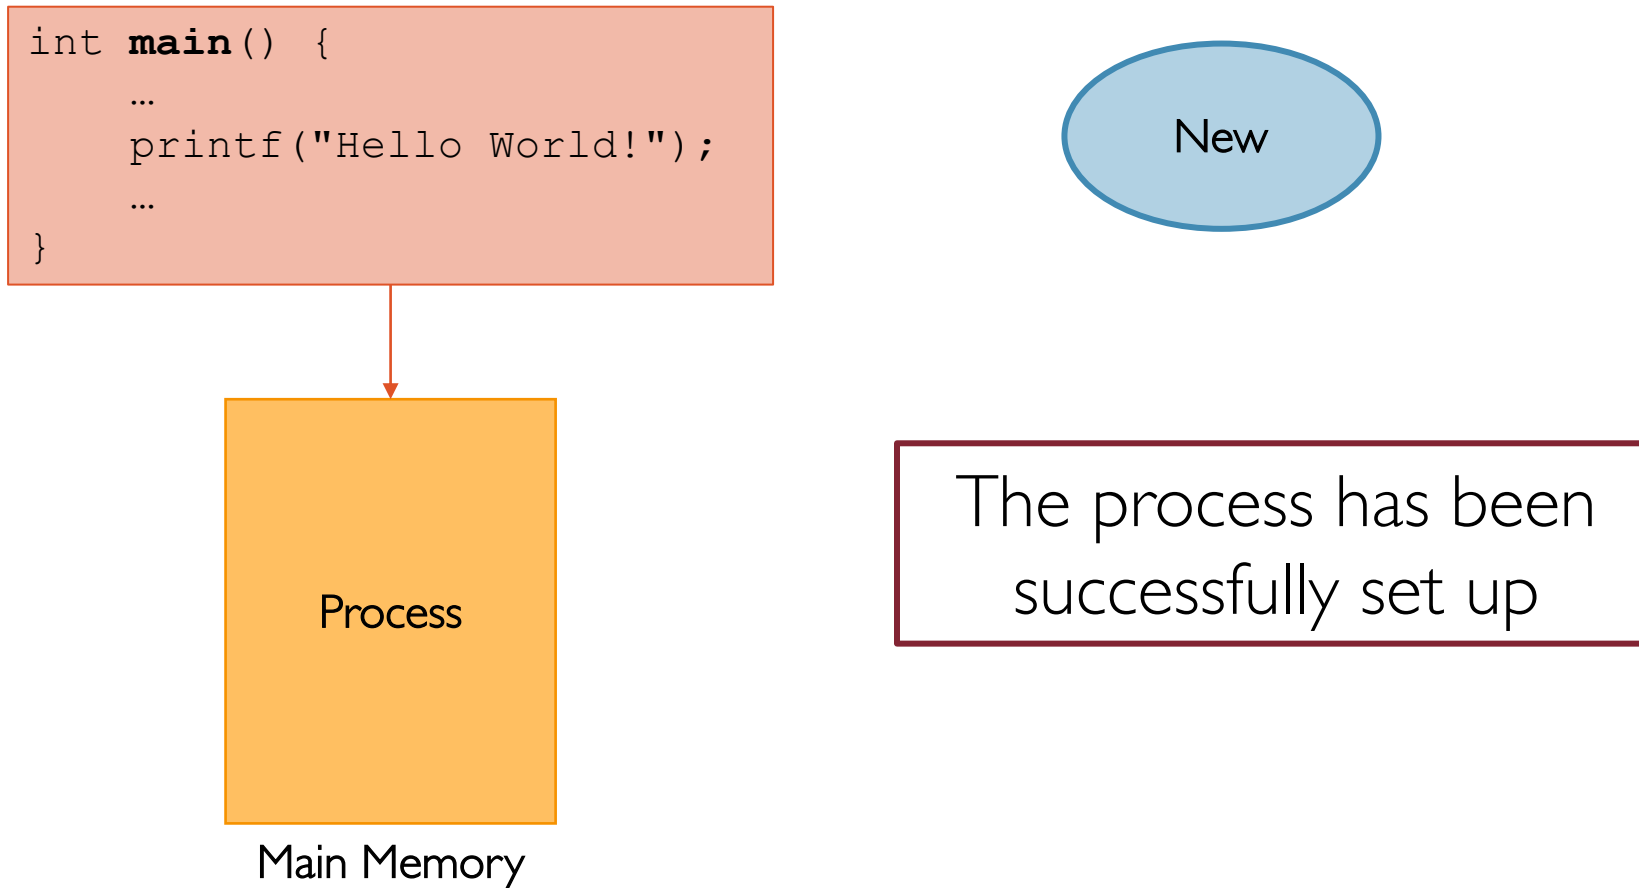 int main() {
…
printf("Hello World!");
…
}
New
Process
Main Memory
The process has been
successfully set up